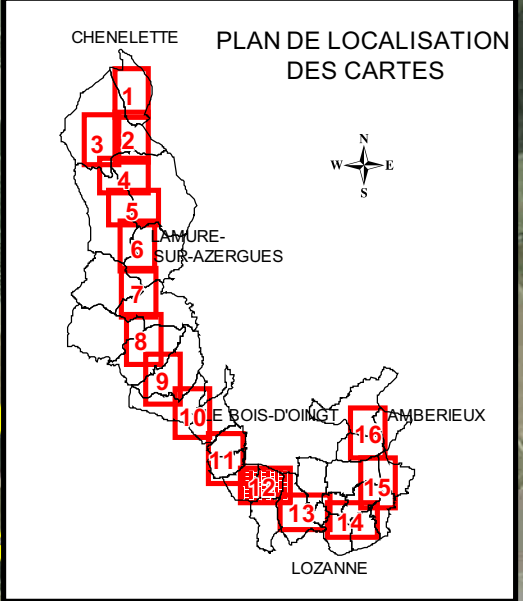 CHENELETTE
PLAN DE LOCALISATION
DES CARTES
1
2
3
N
W E
S
4
5
6
LAMURE-
SUR-AZERGUES
7
8
9
10
LE BOIS-D'OINGT
AMBERIEUX
16
11
12
15
13
14
LOZANNE